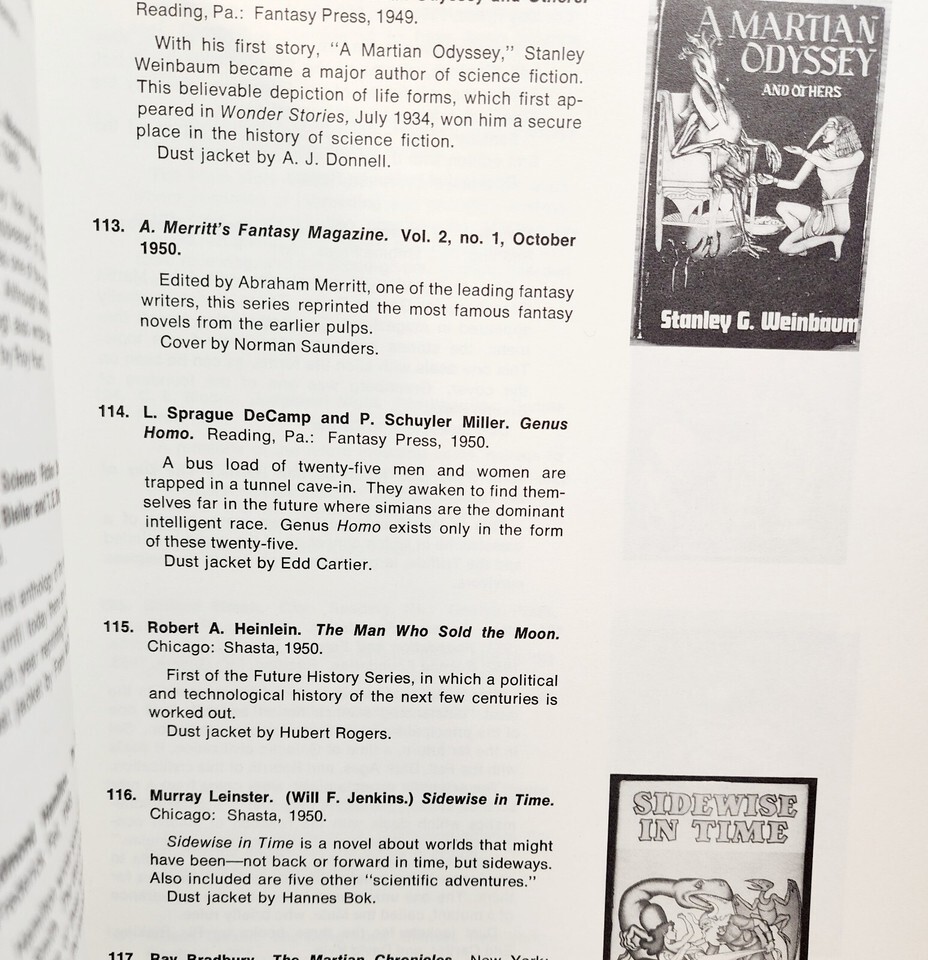 Odyssey and Others.
Reading, Pa.: Fantasy Press, 1949.
With his first story, “A Martian Odyssey,” Stanley
Weinbaum became a major author of science fiction.
This believable depiction of life forms, which first ap-
peared in Wonder Stories, July 1934, won him a secure
place in the history of science fiction.
Dust jacket by A. J. Donnell.
113. A. Merritt’s Fantasy Magazine. Vol. 2, no. 1, October
1950.
Edited by Abraham Merritt, one of the leading fantasy
writers, this series reprinted the most famous fantasy
novels from the earlier pulps.
Cover by Norman Saunders.
114. L. Sprague DeCamp and P. Schuyler Miller. Genus
Homo. Reading, Pa.: Fantasy Press, 1950.
A bus load of twenty-five men and women are
trapped in a tunnel cave-in. They awaken to find them-
selves far in the future where simians are the dominant
intelligent race. Genus Homo exists only in the form
of these twenty-five.
Dust jacket by Edd Cartier.
115. Robert A. Heinlein. The Man Who Sold the Moon.
Chicago: Shasta, 1950.
First of the Future History Series, in which a political
and technological history of the next few centuries is
worked out.
Dust jacket by Hubert Rogers.
116. Murray Leinster. (Will F. Jenkins.) Sidewise in Time.
Chicago: Shasta, 1950.
Sidewise in Time is a novel about worlds that might
have been—not back or forward in time, but sideways.
Also included are five other “scientific adventures.”
Dust jacket by Hannes Bok.
117. Ray Bradbury. The Martian Chronicles. New York:
A MARTIAN
ODYSSEY
AND OTHERS
Stanley G. Weinbaum
SIDEWISE
IN TIME